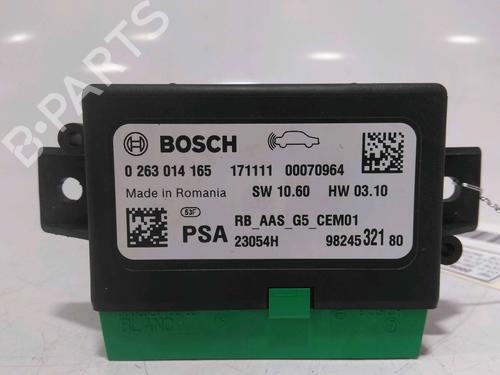 B-PARTS
BOSCH
0 263 014 165 171111 00070964
Made in Romania SW 10.60 HW 03.10
53F
PSA RB_AAS_G5_CEM01
23054H 98245 321 80
BLAND